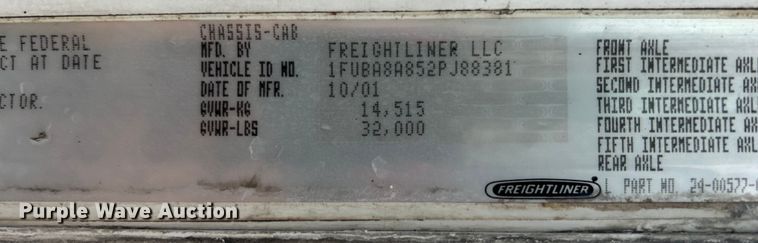 E FEDERAL
CT AT DATE
CTOR.
CHASSIS-CAB
MFD. BY FREIGHTLINER LLC
VEHICLE ID NO. 1FUBA8A852PJ88381
DATE OF MFR. 10/01
GVWR-KG 14,515
GVWR-LBS 32,000
FRONT AXLE
FIRST INTERMEDIATE AXL
SECOND INTERMEDIATE AX
THIRD INTERMEDIATE AX
FOURTH INTERMEDIATE AX
FIFTH INTERMEDIATE AXL
REAR AXLE
FREIGHTLINER L PART NO. 24-00577-
Purple Wave Auction